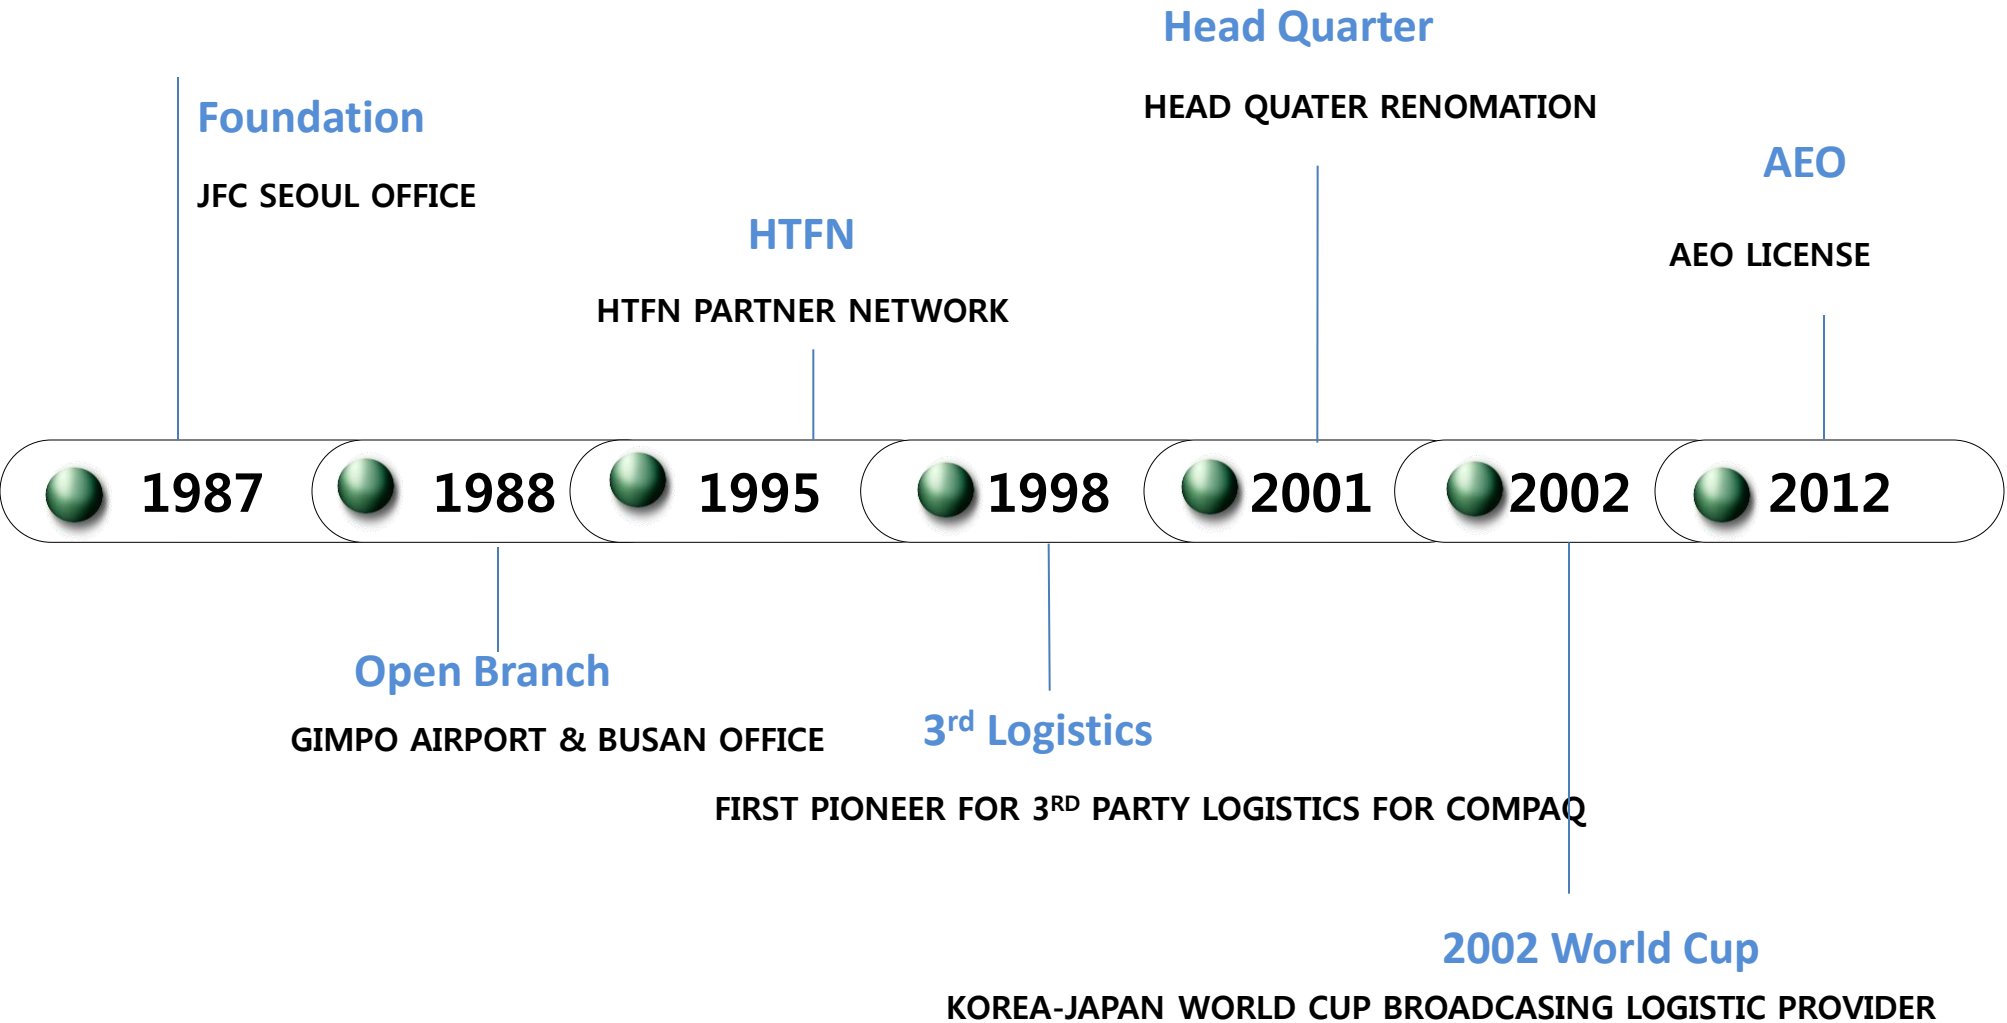 Head Quarter
HEAD QUATER RENOMATION
Foundation
JFC SEOUL OFFICE
AEO
AEO LICENSE
HTFN
HTFN PARTNER NETWORK
1987 1988 1995 1998 2001 2002 2012
Open Branch
GIMPO AIRPORT & BUSAN OFFICE
3rd Logistics
FIRST PIONEER FOR 3RD PARTY LOGISTICS FOR COMPAQ
2002 World Cup
KOREA-JAPAN WORLD CUP BROADCASING LOGISTIC PROVIDER